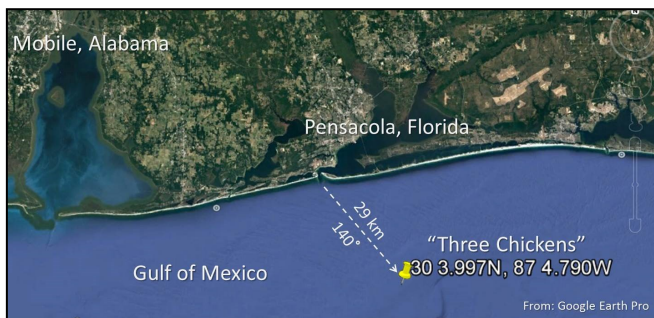 Mobile, Alabama
Pensacola, Florida
29 km
140°
"Three Chickens"
30 3.997N, 87 4.790W
Gulf of Mexico
From: Google Earth Pro